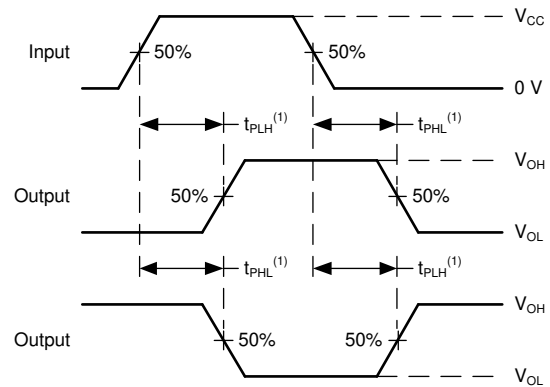 V_CC
Input 50% 50%
0 V
t_PLH^(1) t_PHL^(1)
V_OH
Output 50% 50%
V_OL
t_PHL^(1) t_PLH^(1)
V_OH
Output 50% 50%
V_OL